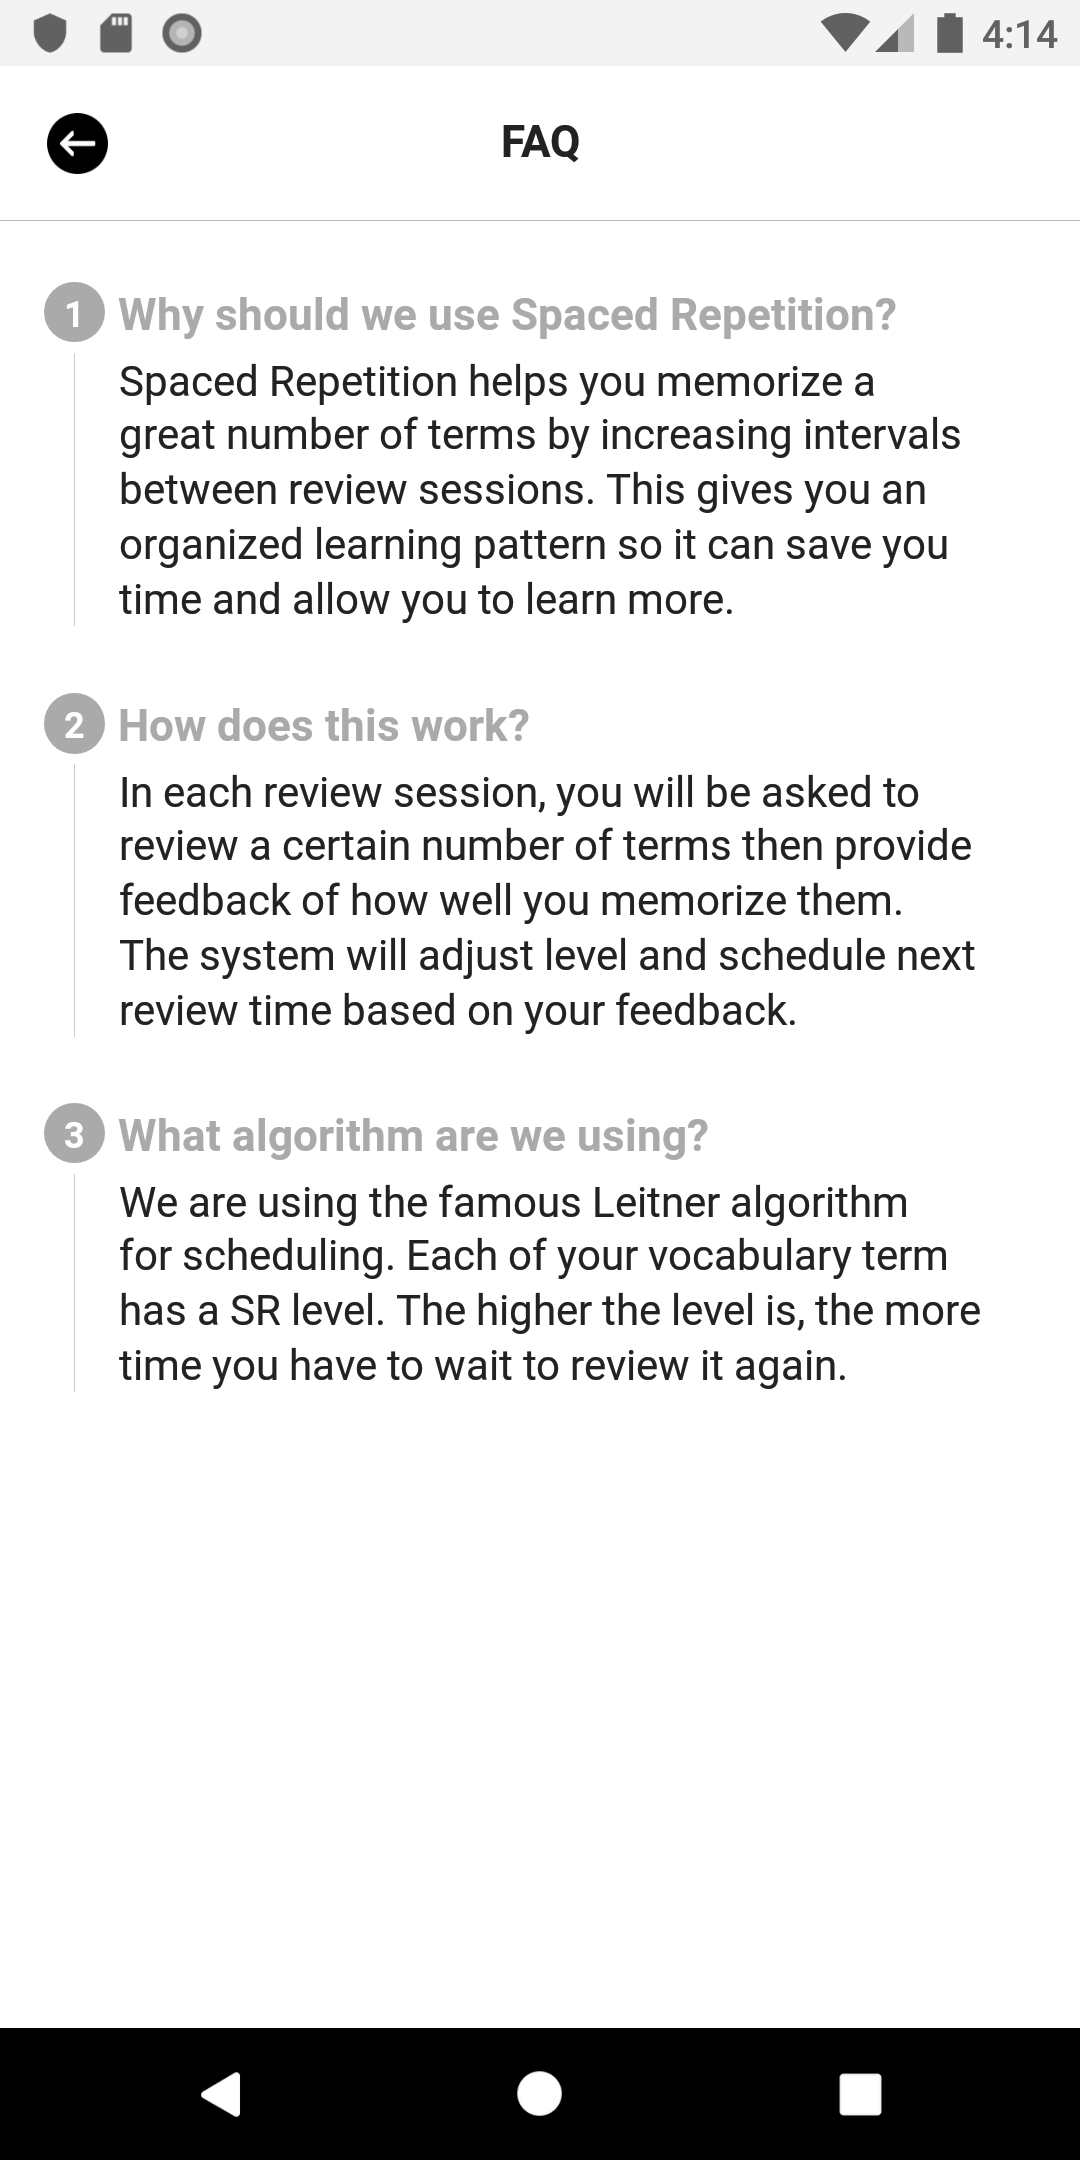 4:14
FAQ
1 Why should we use Spaced Repetition?
Spaced Repetition helps you memorize a
great number of terms by increasing intervals
between review sessions. This gives you an
organized learning pattern so it can save you
time and allow you to learn more.
2 How does this work?
In each review session, you will be asked to
review a certain number of terms then provide
feedback of how well you memorize them.
The system will adjust level and schedule next
review time based on your feedback.
3 What algorithm are we using?
We are using the famous Leitner algorithm
for scheduling. Each of your vocabulary term
has a SR level. The higher the level is, the more
time you have to wait to review it again.